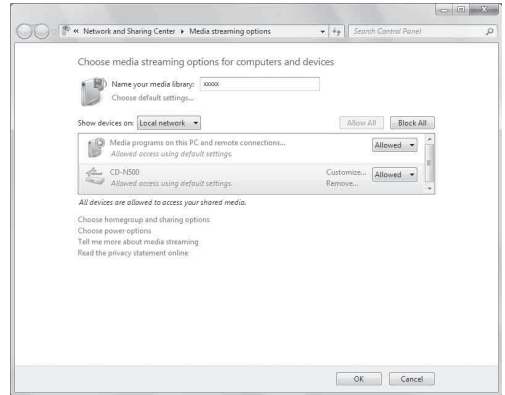 « Network and Sharing Center ▸ Media streaming options
Search Control Panel
Choose media streaming options for computers and devices
Name your media library: xxxxx
Choose default settings...
Show devices on: Local network
Allow All
Block All
Media programs on this PC and remote connections...
Allowed access using default settings.
Allowed
CD-N500
Allowed access using default settings.
Customize...
Remove...
Allowed
All devices are allowed to access your shared media.
Choose homegroup and sharing options
Choose power options
Tell me more about media streaming
Read the privacy statement online
OK
Cancel